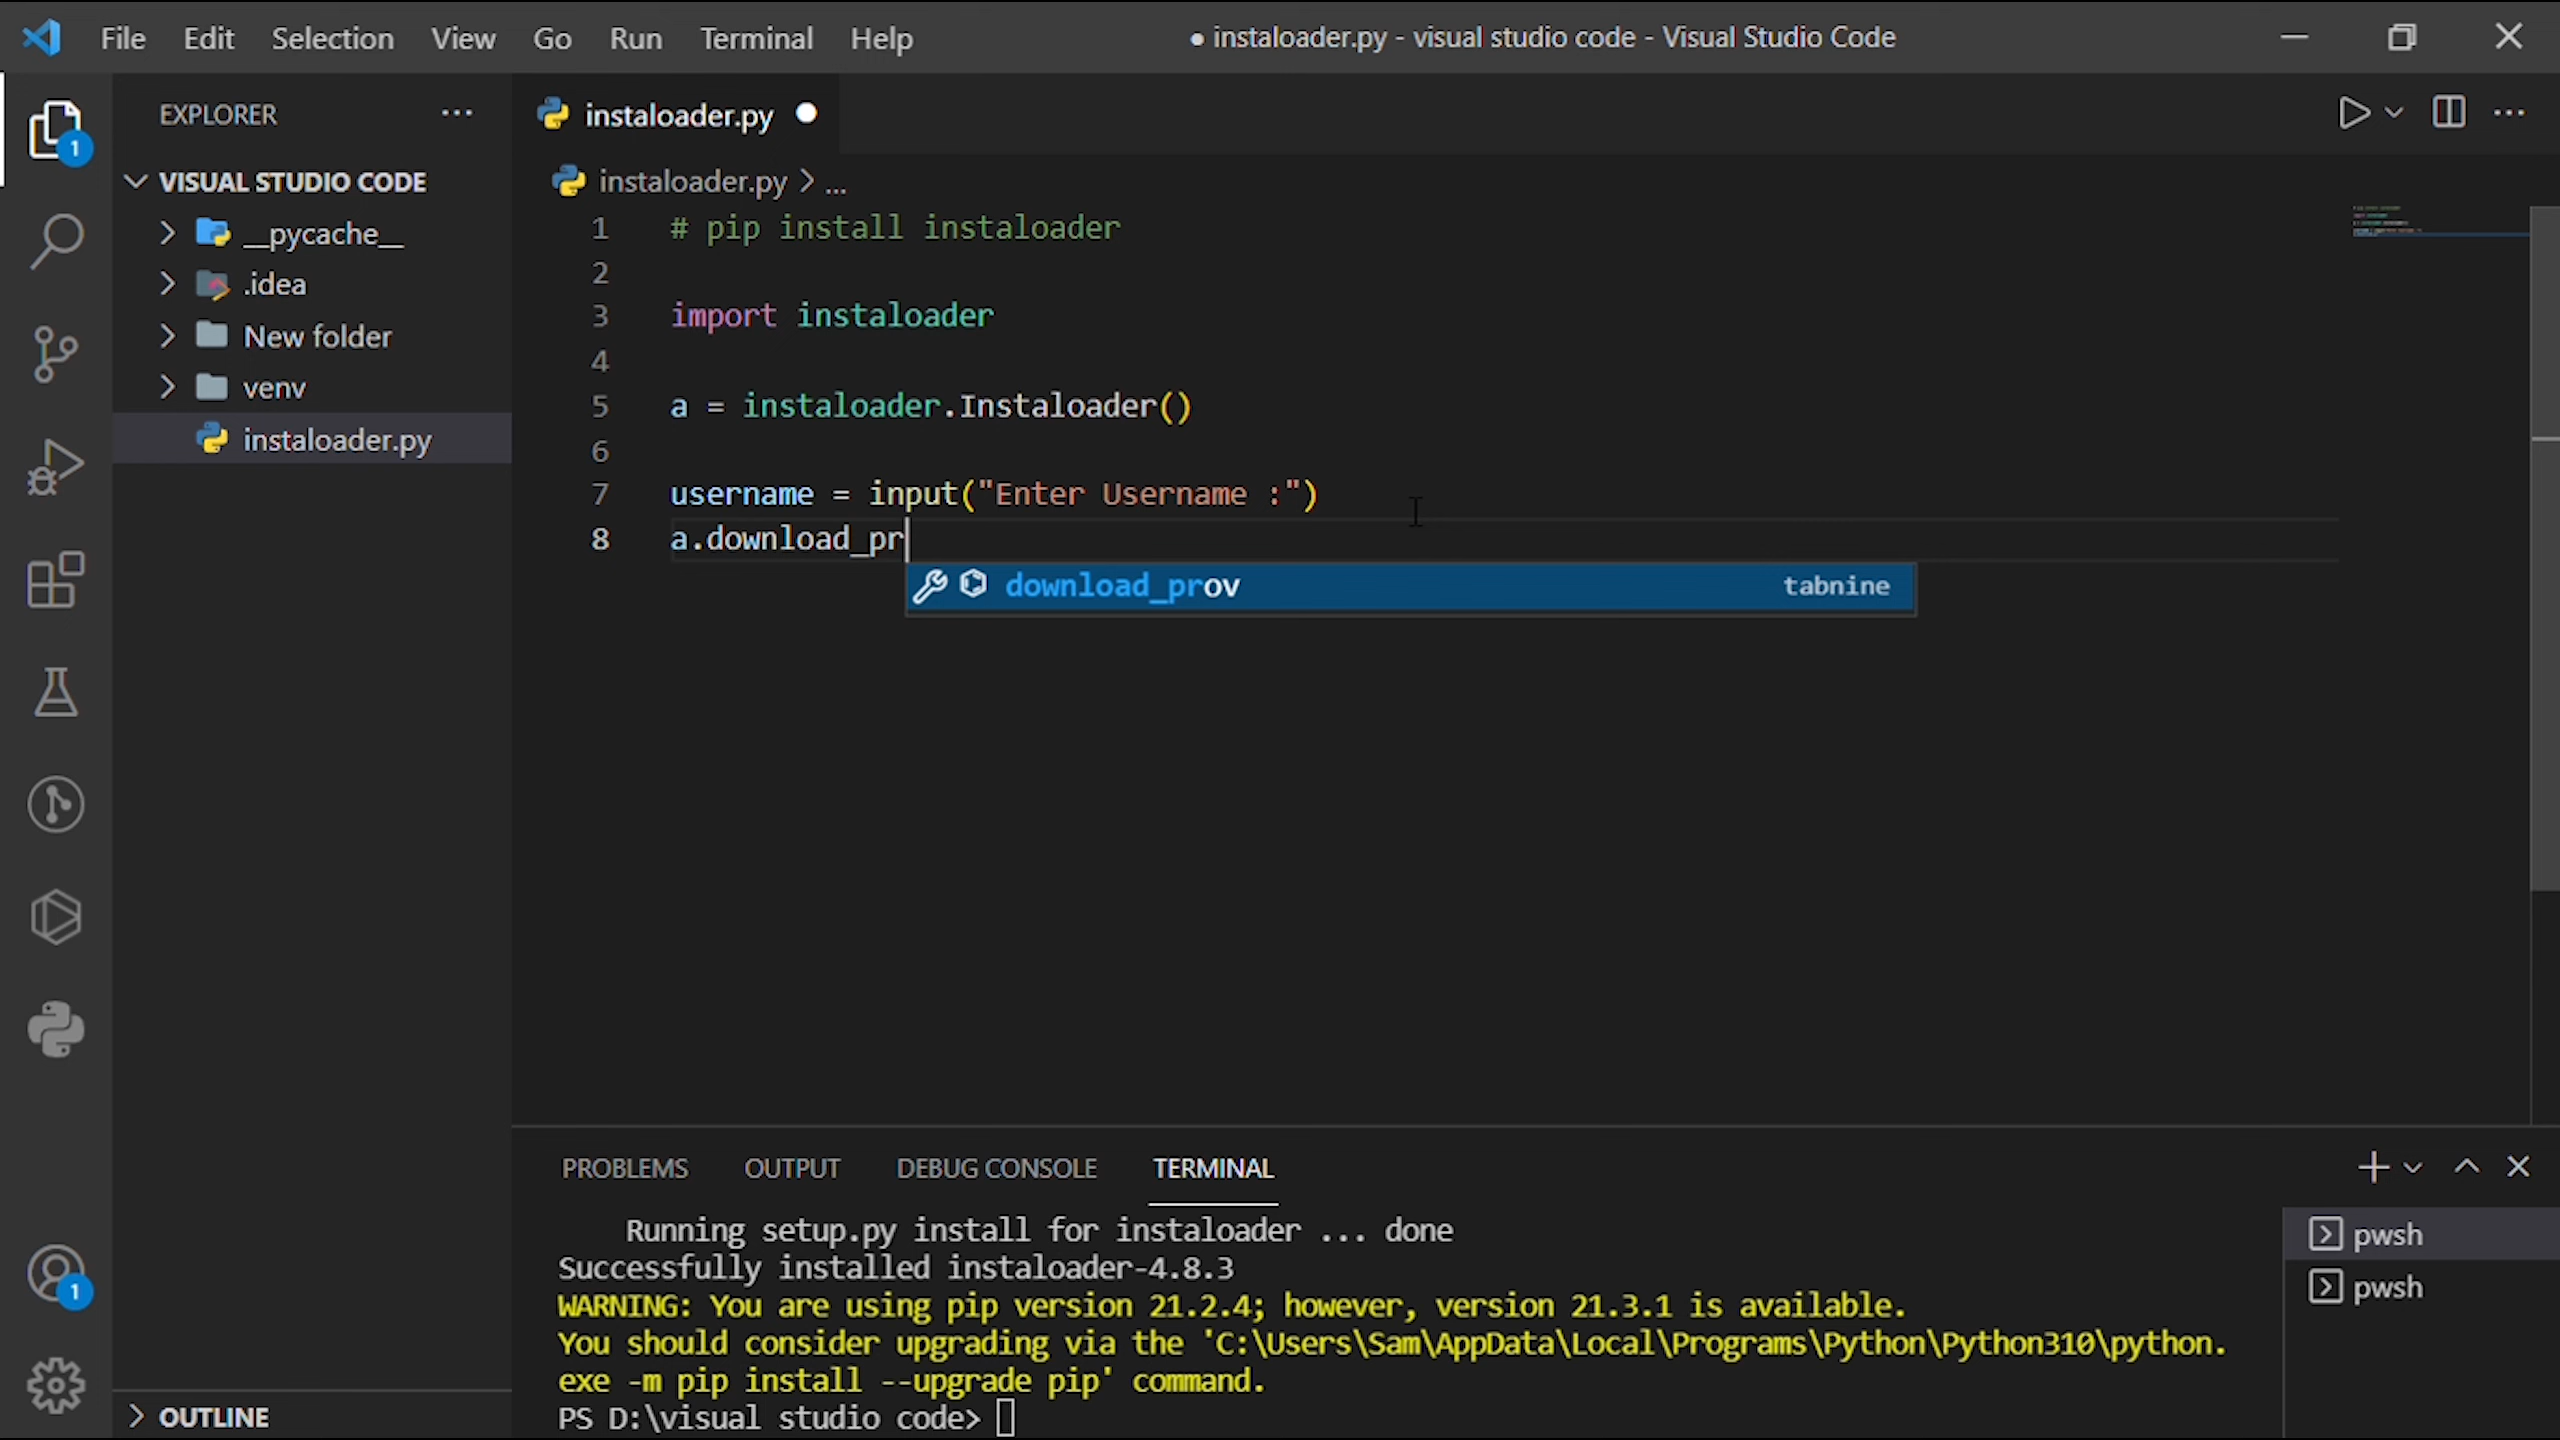 File Edit Selection View Go Run Terminal Help
● instaloader.py - visual studio code - Visual Studio Code
EXPLORER
VISUAL STUDIO CODE
__pycache__
.idea
New folder
venv
instaloader.py
OUTLINE
1
1
instaloader.py
instaloader.py > ...
1 # pip install instaloader
2
3 import instaloader
4
5 a = instaloader.Instaloader()
6
7 username = input("Enter Username :")
8 a.download_pr
download_prov tabnine
PROBLEMS OUTPUT DEBUG CONSOLE TERMINAL
Running setup.py install for instaloader ... done
Successfully installed instaloader-4.8.3
WARNING: You are using pip version 21.2.4; however, version 21.3.1 is available.
You should consider upgrading via the 'C:\Users\Sam\AppData\Local\Programs\Python\Python310\python.
exe -m pip install --upgrade pip' command.
PS D:\visual studio code>
pwsh
pwsh